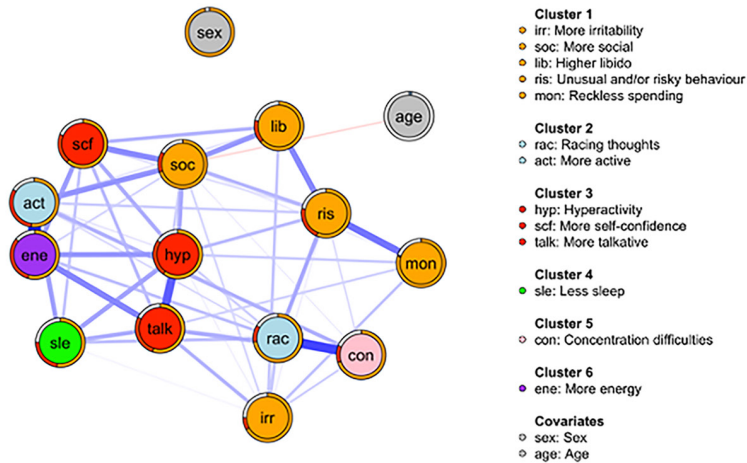 sex
age
lib
scf
soc
act
ris
ene
hyp
mon
talk
sle
rac
con
irr
Cluster 1
irr: More irritability
soc: More social
lib: Higher libido
ris: Unusual and/or risky behaviour
mon: Reckless spending
Cluster 2
rac: Racing thoughts
act: More active
Cluster 3
hyp: Hyperactivity
scf: More self-confidence
talk: More talkative
Cluster 4
sle: Less sleep
Cluster 5
con: Concentration difficulties
Cluster 6
ene: More energy
Covariates
sex: Sex
age: Age